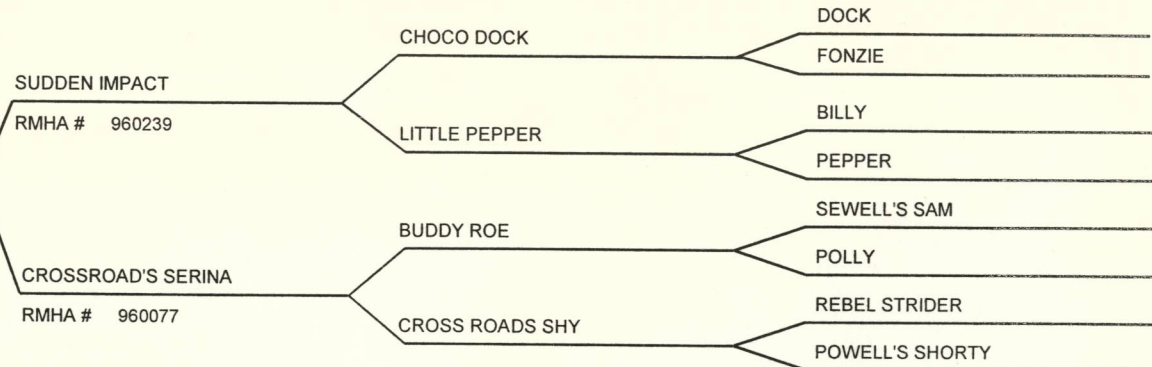 DOCK
CHOCO DOCK
FONZIE
SUDDEN IMPACT
RMHA # 960239
BILLY
LITTLE PEPPER
PEPPER
SEWELL'S SAM
BUDDY ROE
POLLY
CROSSROAD'S SERINA
RMHA # 960077
REBEL STRIDER
CROSS ROADS SHY
POWELL'S SHORTY